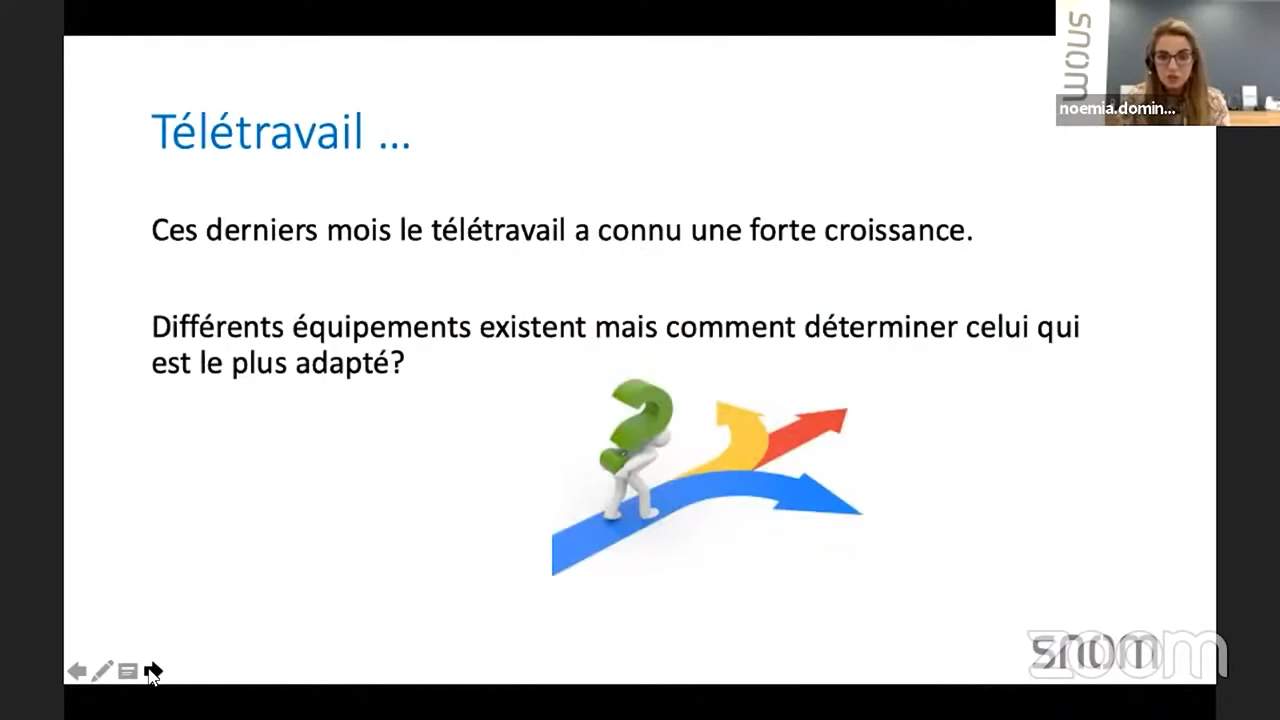 snom
noemia.domin...
Télétravail ...
Ces derniers mois le télétravail a connu une forte croissance.
Différents équipements existent mais comment déterminer celui qui
est le plus adapté?
snom
zoom